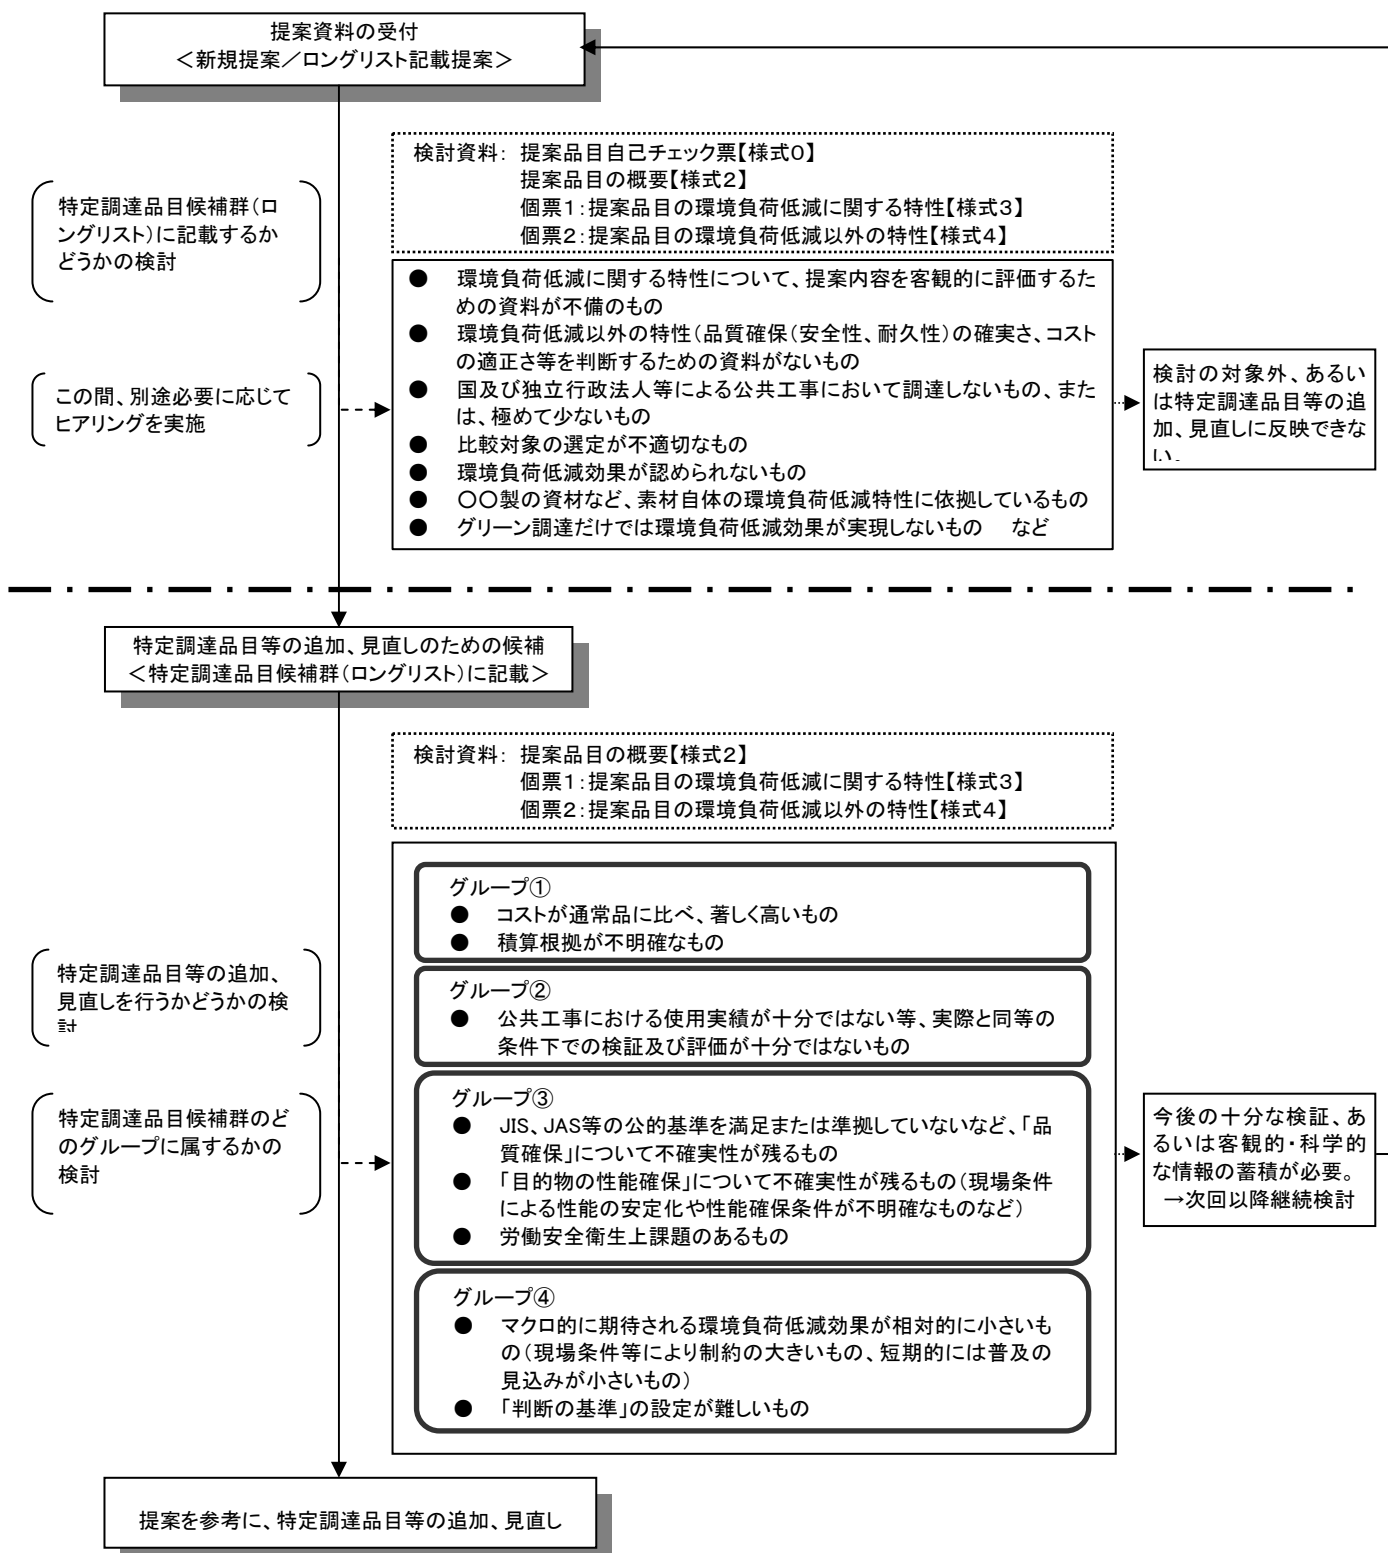 提案資料の受付
＜新規提案／ロングリスト記載提案＞
検討資料： 提案品目自己チェック票【様式０】
提案品目の概要【様式２】
個票１：提案品目の環境負荷低減に関する特性【様式３】
個票２：提案品目の環境負荷低減以外の特性【様式４】
特定調達品目候補群（ロ
ングリスト）に記載するか
どうかの検討
● 環境負荷低減に関する特性について、提案内容を客観的に評価するた
めの資料が不備のもの
● 環境負荷低減以外の特性（品質確保（安全性、耐久性）の確実さ、コスト
の適正さ等を判断するための資料がないもの
● 国及び独立行政法人等による公共工事において調達しないもの、また
は、極めて少ないもの
● 比較対象の選定が不適切なもの
● 環境負荷低減効果が認められないもの
● 〇〇製の資材など、素材自体の環境負荷低減特性に依拠しているもの
● グリーン調達だけでは環境負荷低減効果が実現しないもの　など
この間、別途必要に応じて
ヒアリングを実施
検討の対象外、あるい
は特定調達品目等の追
加、見直しに反映できな
い。
特定調達品目等の追加、見直しのための候補
＜特定調達品目候補群（ロングリスト）に記載＞
検討資料： 提案品目の概要【様式２】
個票１：提案品目の環境負荷低減に関する特性【様式３】
個票２：提案品目の環境負荷低減以外の特性【様式４】
グループ①
● コストが通常品に比べ、著しく高いもの
● 積算根拠が不明確なもの
特定調達品目等の追加、
見直しを行うかどうかの検
討
グループ②
● 公共工事における使用実績が十分ではない等、実際と同等の
条件下での検証及び評価が十分ではないもの
特定調達品目候補群のど
のグループに属するかの
検討
グループ③
● JIS、JAS等の公的基準を満足または準拠していないなど、「品
質確保」について不確実性が残るもの
● 「目的物の性能確保」について不確実性が残るもの（現場条件
による性能の安定化や性能確保条件が不明確なものなど）
● 労働安全衛生上課題のあるもの
今後の十分な検証、あ
るいは客観的・科学的
な情報の蓄積が必要。
→次回以降継続検討
グループ④
● マクロ的に期待される環境負荷低減効果が相対的に小さいも
の（現場条件等により制約の大きいもの、短期的には普及の
見込みが小さいもの）
● 「判断の基準」の設定が難しいもの
提案を参考に、特定調達品目等の追加、見直し